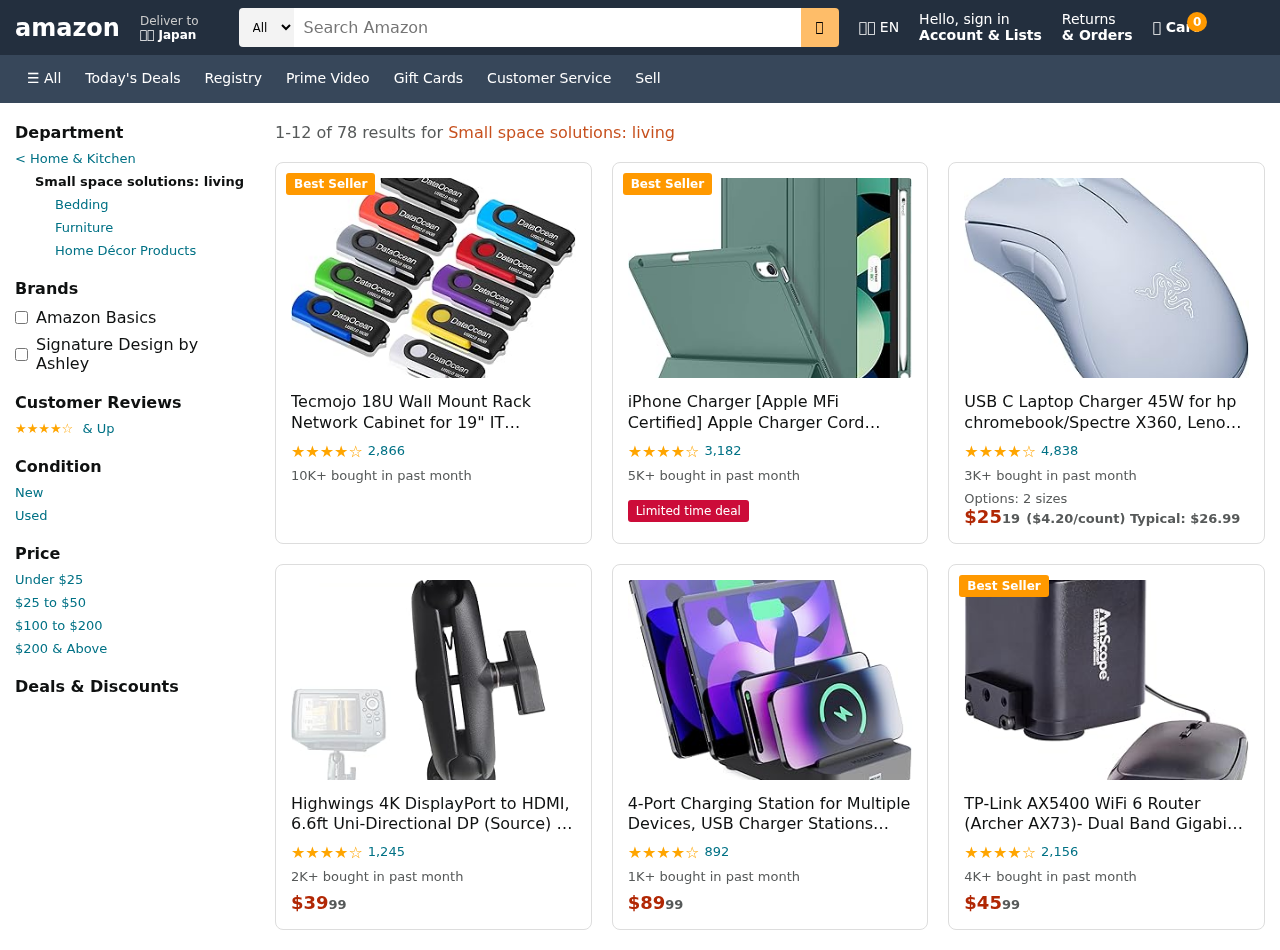 amazon
Deliver to
Japan
All
Search Amazon
EN
Hello, sign in
Account & Lists
Returns
& Orders
0
☰ All
Today's Deals
Registry
Prime Video
Gift Cards
Customer Service
Sell
Department
< Home & Kitchen
Small space solutions: living
Bedding
Furniture
Home Décor Products
Brands
Amazon Basics
Signature Design by
Ashley
Customer Reviews
★★★★☆ & Up
Condition
New
Used
Price
Under $25
$25 to $50
$100 to $200
$200 & Above
Deals & Discounts
1-12 of 78 results for Small space solutions: living
Best Seller
DataOcean
DataOcean
DataOcean
DataOcean
DataOcean
DataOcean
DataOcean
DataOcean
DataOcean
DataOcean
Tecmojo 18U Wall Mount Rack
Network Cabinet for 19" IT…
★★★★☆ 2,866
10K+ bought in past month
Best Seller
iPhone Charger [Apple MFi
Certified] Apple Charger Cord…
★★★★☆ 3,182
5K+ bought in past month
Limited time deal
USB C Laptop Charger 45W for hp
chromebook/Spectre X360, Leno…
★★★★☆ 4,838
3K+ bought in past month
Options: 2 sizes
$25 19 ($4.20/count) Typical: $26.99
Highwings 4K DisplayPort to HDMI,
6.6ft Uni-Directional DP (Source) …
★★★★☆ 1,245
2K+ bought in past month
$39 99
4-Port Charging Station for Multiple
Devices, USB Charger Stations…
★★★★☆ 892
1K+ bought in past month
$89 99
Best Seller
AmScope
TP-Link AX5400 WiFi 6 Router
(Archer AX73)- Dual Band Gigabi…
★★★★☆ 2,156
4K+ bought in past month
$45 99